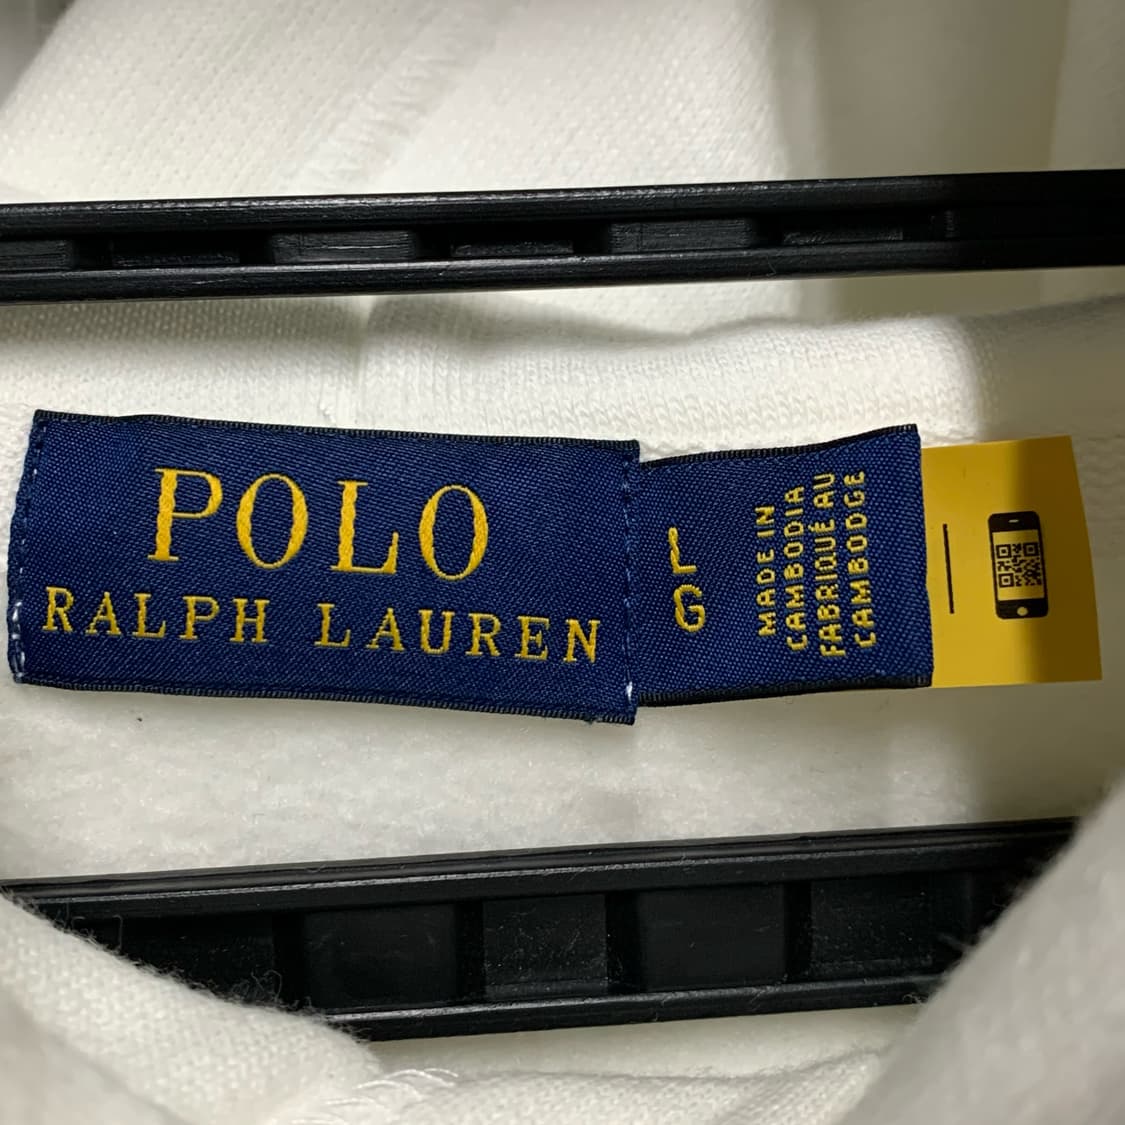 POLO
RALPH LAUREN
L
G
MADE IN
CAMBODIA
FABRIQUÉ AU
CAMBODGE